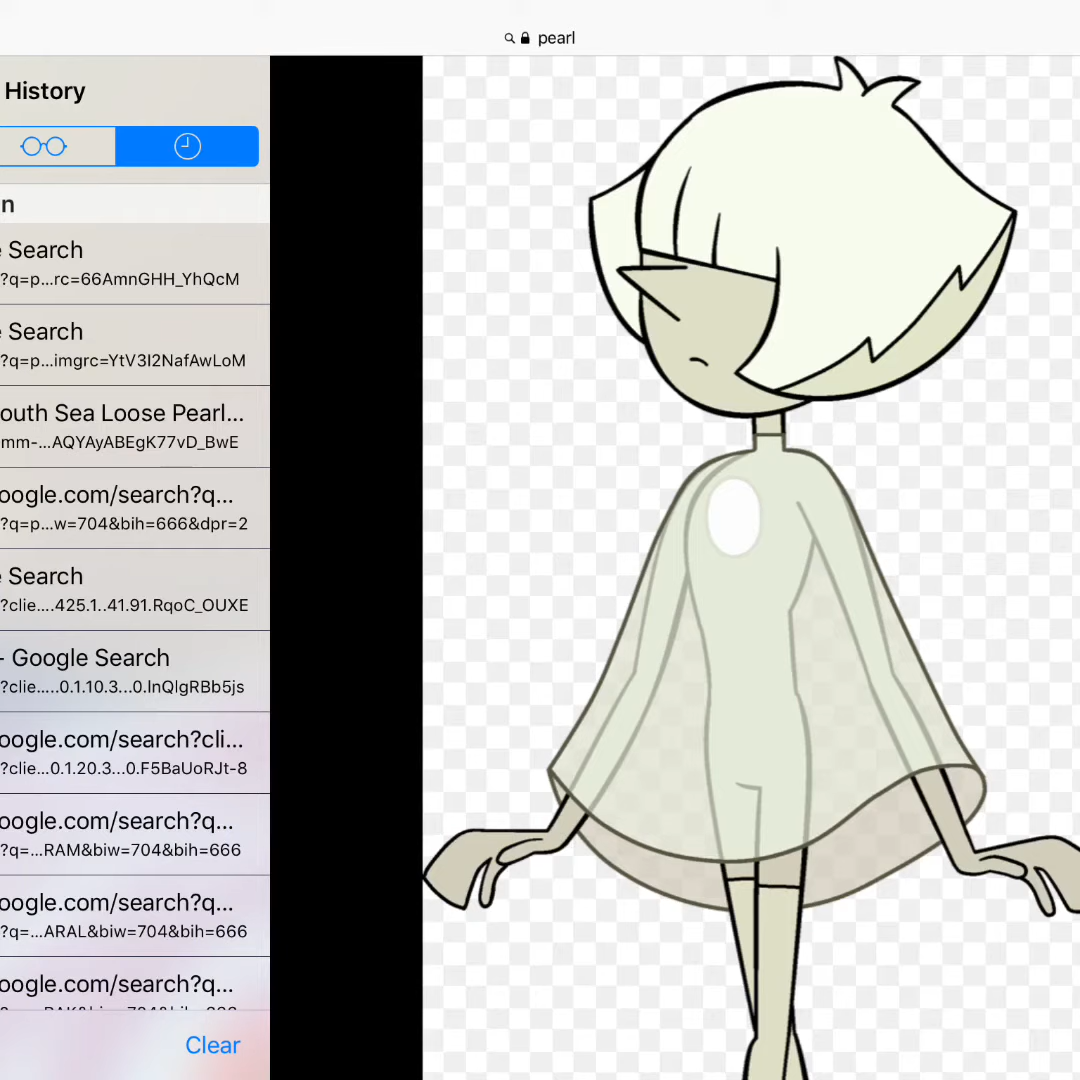 pearl
History
n
e Search
?q=p...rc=66AmnGHH_YhQcM
e Search
?q=p...imgrc=YtV3I2NafAwLoM
outh Sea Loose Pearl...
mm-...AQYAyABEgK77vD_BwE
oogle.com/search?q...
?q=p...w=704&bih=666&dpr=2
e Search
?clie....425.1..41.91.RqoC_OUXE
- Google Search
?clie.....0.1.10.3...0.lnQlgRBb5js
oogle.com/search?cli...
?clie...0.1.20.3...0.F5BaUoRJt-8
oogle.com/search?q...
?q=...RAM&biw=704&bih=666
oogle.com/search?q...
?q=...ARAL&biw=704&bih=666
oogle.com/search?q...
Clear